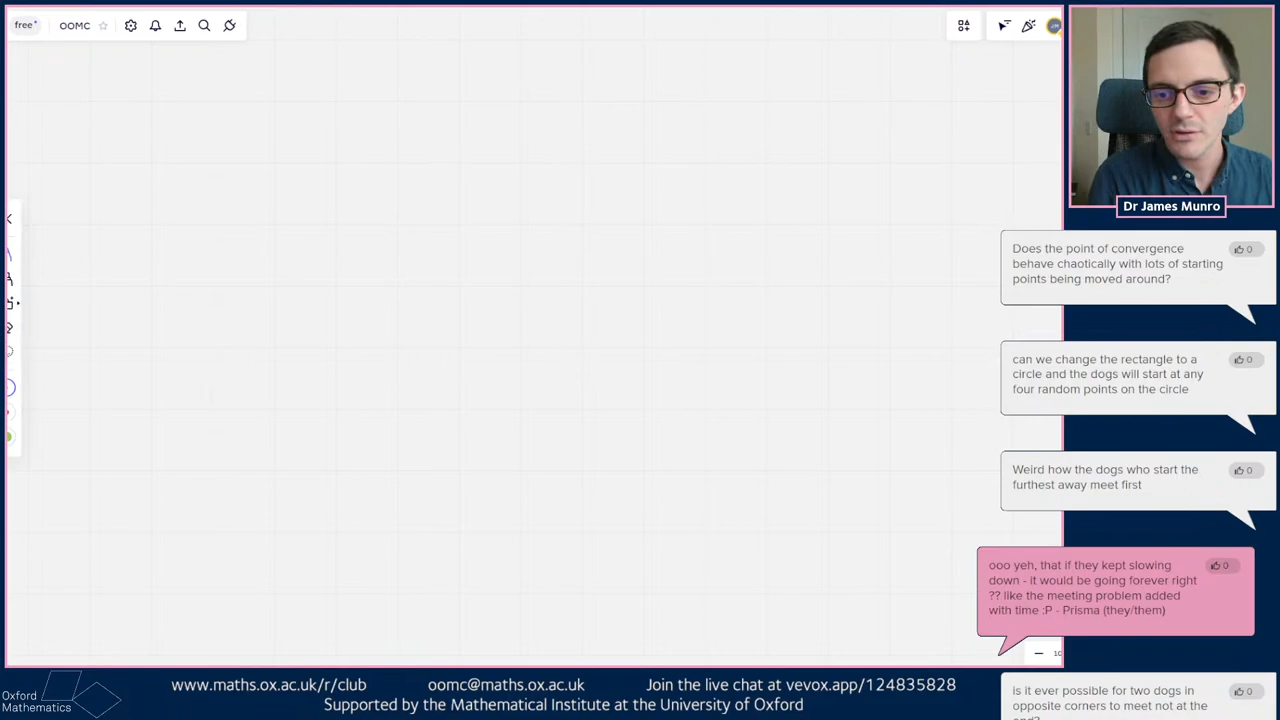 free
OOMC
JM
Dr James Munro
Does the point of convergence
behave chaotically with lots of starting
points being moved around?
0
can we change the rectangle to a
circle and the dogs will start at any
four random points on the circle
0
Weird how the dogs who start the
furthest away meet first
0
ooo yeh, that if they kept slowing
down - it would be going forever right
?? like the meeting problem added
with time :P - Prisma (they/them)
0
is it ever possible for two dogs in
opposite corners to meet not at the
end?
0
10
Oxford
Mathematics
www.maths.ox.ac.uk/r/club
oomc@maths.ox.ac.uk
Join the live chat at vevox.app/124835828
Supported by the Mathematical Institute at the University of Oxford